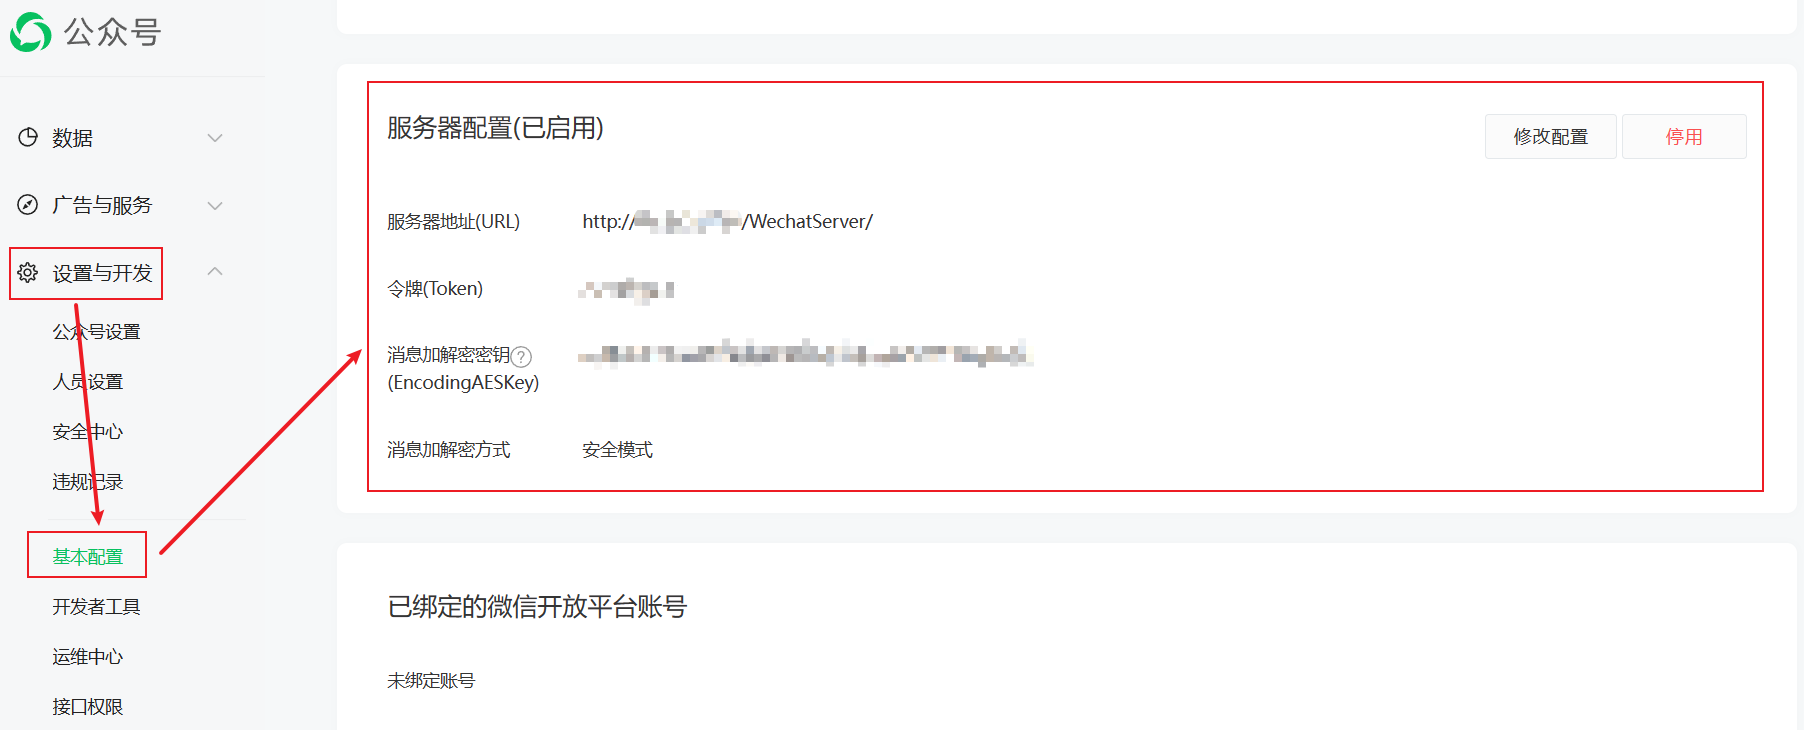 公众号
数据
广告与服务
设置与开发
公众号设置
人员设置
安全中心
违规记录
基本配置
开发者工具
运维中心
接口权限
服务器配置(已启用)
修改配置
停用
服务器地址(URL)
http://
/WechatServer/
令牌(Token)
消息加解密密钥?
(EncodingAESKey)
消息加解密方式
安全模式
已绑定的微信开放平台账号
未绑定账号